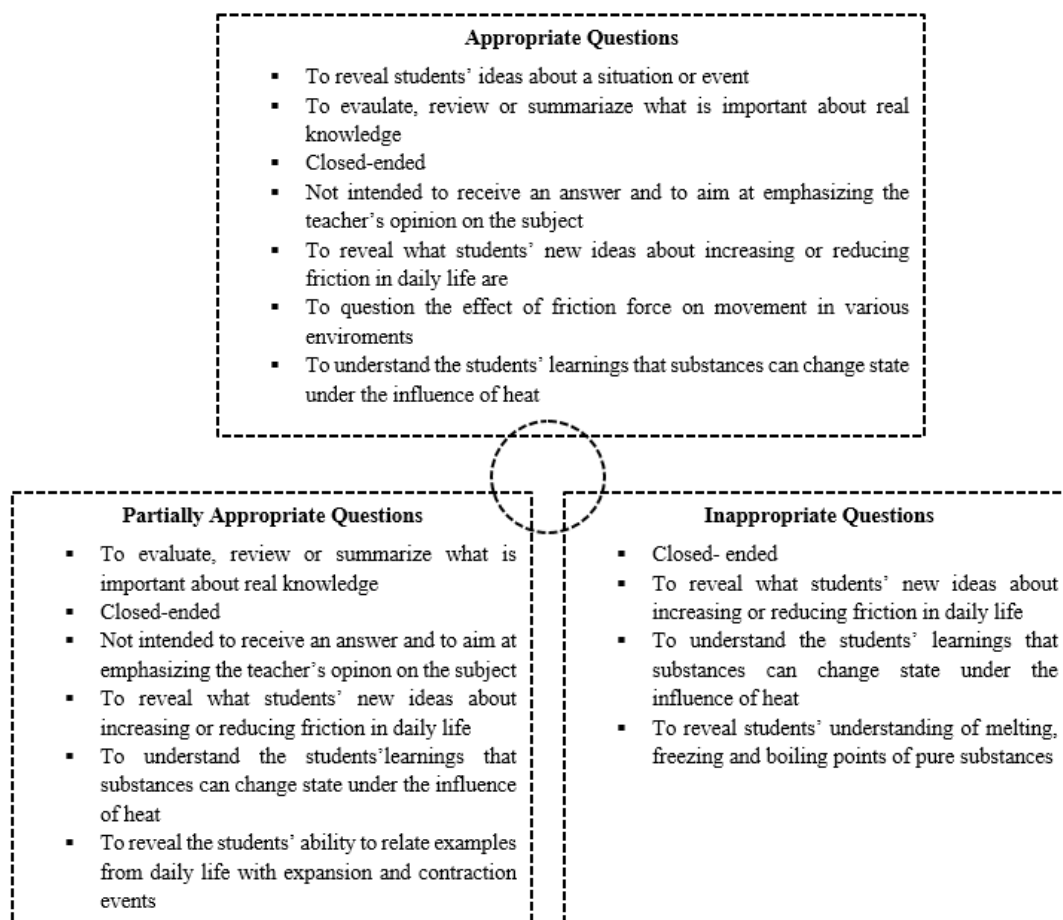 Appropriate Questions
▪ To reveal students' ideas about a situation or event
▪ To evaulate, review or summariaze what is important about real
knowledge
▪ Closed-ended
▪ Not intended to receive an answer and to aim at emphasizing the
teacher's opinion on the subject
▪ To reveal what students' new ideas about increasing or reducing
friction in daily life are
▪ To question the effect of friction force on movement in various
enviroments
▪ To understand the students' learnings that substances can change state
under the influence of heat
Partially Appropriate Questions
▪ To evaluate, review or summarize what is
important about real knowledge
▪ Closed-ended
▪ Not intended to receive an answer and to aim at
emphasizing the teacher's opinon on the subject
▪ To reveal what students' new ideas about
increasing or reducing friction in daily life
▪ To understand the students'learnings that
substances can change state under the influence
of heat
▪ To reveal the students' ability to relate examples
from daily life with expansion and contraction
events
Inappropriate Questions
▪ Closed- ended
▪ To reveal what students' new ideas about
increasing or reducing friction in daily life
▪ To understand the students' learnings that
substances can change state under the
influence of heat
▪ To reveal students' understanding of melting,
freezing and boiling points of pure substances